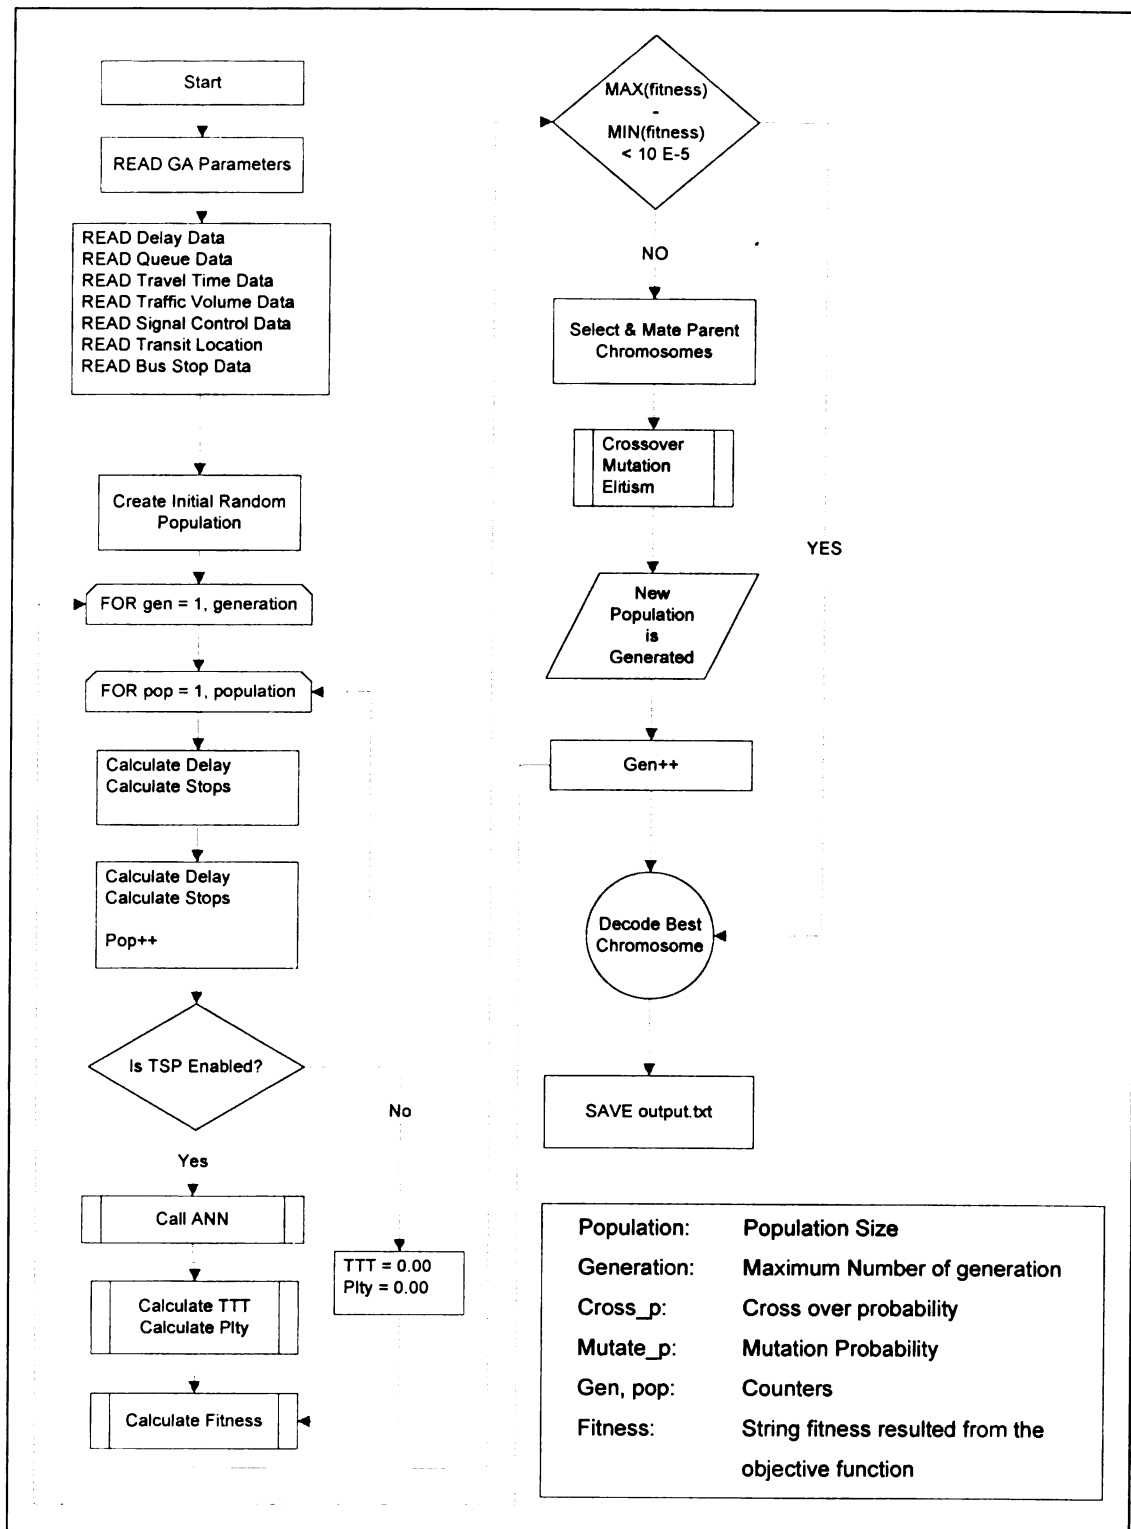 Start
READ GA Parameters
READ Delay Data
READ Queue Data
READ Travel Time Data
READ Traffic Volume Data
READ Signal Control Data
READ Transit Location
READ Bus Stop Data
Create Initial Random
Population
FOR gen = 1, generation
FOR pop = 1, population
Calculate Delay
Calculate Stops
Calculate Delay
Calculate Stops
Pop++
Is TSP Enabled?
No
Yes
Call ANN
TTT = 0.00
Plty = 0.00
Calculate TTT
Calculate Plty
Calculate Fitness
MAX(fitness)
-
MIN(fitness)
< 10 E-5
NO
YES
Select & Mate Parent
Chromosomes
Crossover
Mutation
Elitism
New
Population
is
Generated
Gen++
Decode Best
Chromosome
SAVE output.txt
Population: Population Size
Generation: Maximum Number of generation
Cross_p: Cross over probability
Mutate_p: Mutation Probability
Gen, pop: Counters
Fitness: String fitness resulted from the
objective function